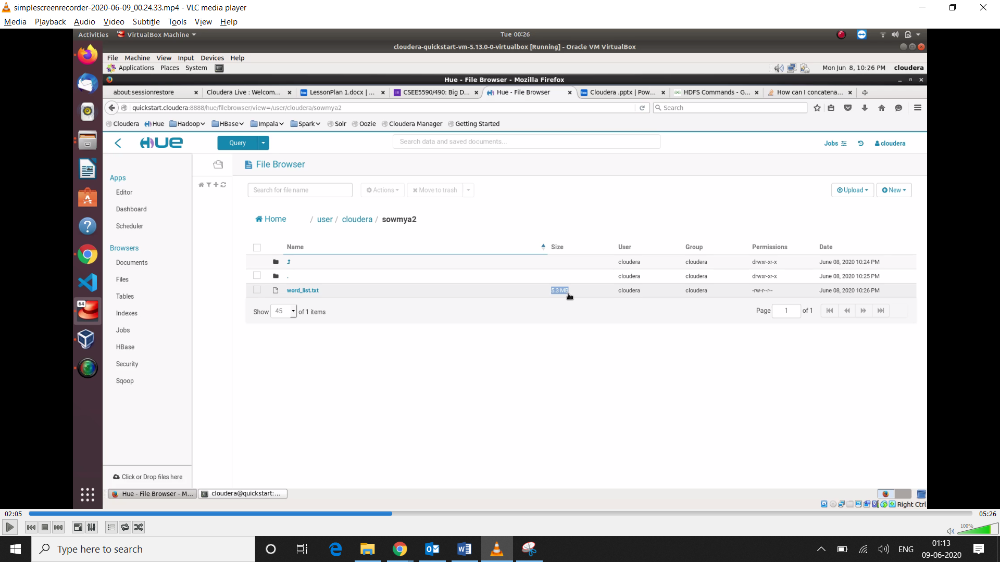 simplescreenrecorder-2020-06-09_00.24.33.mp4 - VLC media player
Media Playback Audio Video Subtitle Tools View Help
Activities VirtualBox Machine Tue 00:26
cloudera-quickstart-vm-5.13.0-0-virtualbox [Running] - Oracle VM VirtualBox
File Machine View Input Devices Help
Applications Places System Mon Jun 8, 10:26 PM cloudera
Hue - File Browser - Mozilla Firefox
about:sessionrestore Cloudera Live : Welcom... LessonPlan 1.docx | ... CSEE5590/490: Big D... Hue - File Browser Cloudera .pptx | Pow... HDFS Commands - G... How can I concatena...
quickstart.cloudera:8888/hue/filebrowser/view=/user/cloudera/sowmya2 Search
Cloudera Hue Hadoop HBase Impala Spark Solr Oozie Cloudera Manager Getting Started
HUE Query Search data and saved documents... Jobs cloudera
File Browser
Apps
Editor
Dashboard
Scheduler
Browsers
Documents
Files
Tables
Indexes
Jobs
HBase
Security
Sqoop
Click or Drop files here
Search for file name Actions Move to trash Upload New
Home / user / cloudera / sowmya2
Name Size User Group Permissions Date
cloudera cloudera drwxr-xr-x June 08, 2020 10:24 PM
. cloudera cloudera drwxr-xr-x June 08, 2020 10:25 PM
word_list.txt 5.3 MB cloudera cloudera -rw-r--r-- June 08, 2020 10:26 PM
Show 45 of 1 items Page 1 of 1
64
Hue - File Browser - M... cloudera@quickstart:...
Right Ctrl
02:05 05:26
100%
Type here to search
ENG
01:13
09-06-2020